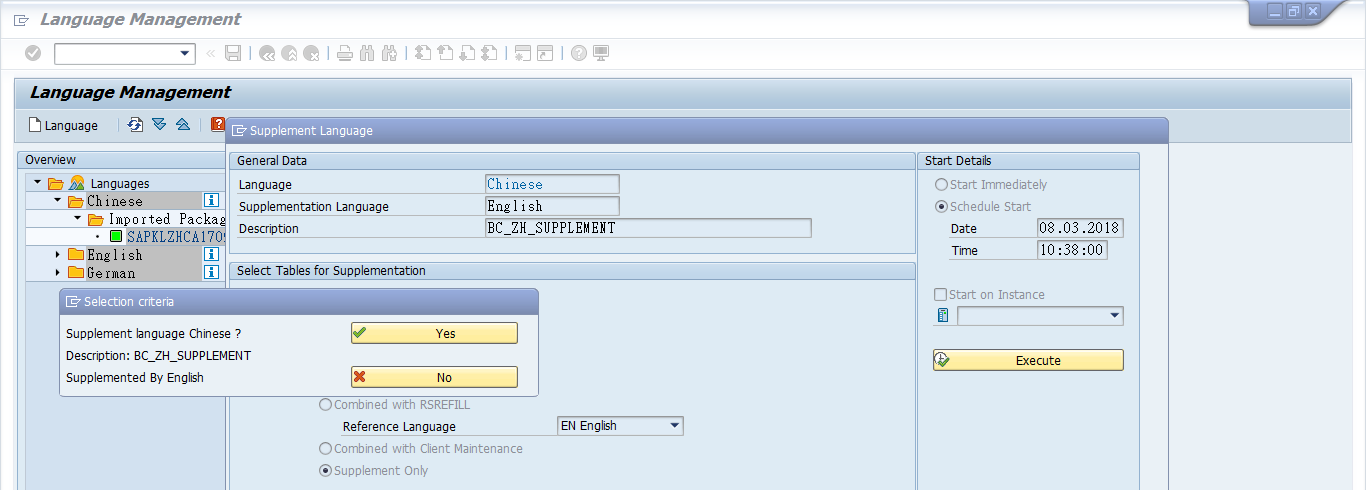 Language Management
Language Management
Language
Overview
Languages
Chinese
Imported Packag
SAPKLZHCA1709
English
German
Supplement Language
General Data
Language
Chinese
Supplementation Language
English
Description
BC_ZH_SUPPLEMENT
Select Tables for Supplementation
Selection criteria
Supplement language Chinese ?
Yes
Description: BC_ZH_SUPPLEMENT
Supplemented By English
No
Combined with RSREFILL
Reference Language
EN English
Combined with Client Maintenance
Supplement Only
Start Details
Start Immediately
Schedule Start
Date
08.03.2018
Time
10:38:00
Start on Instance
Execute